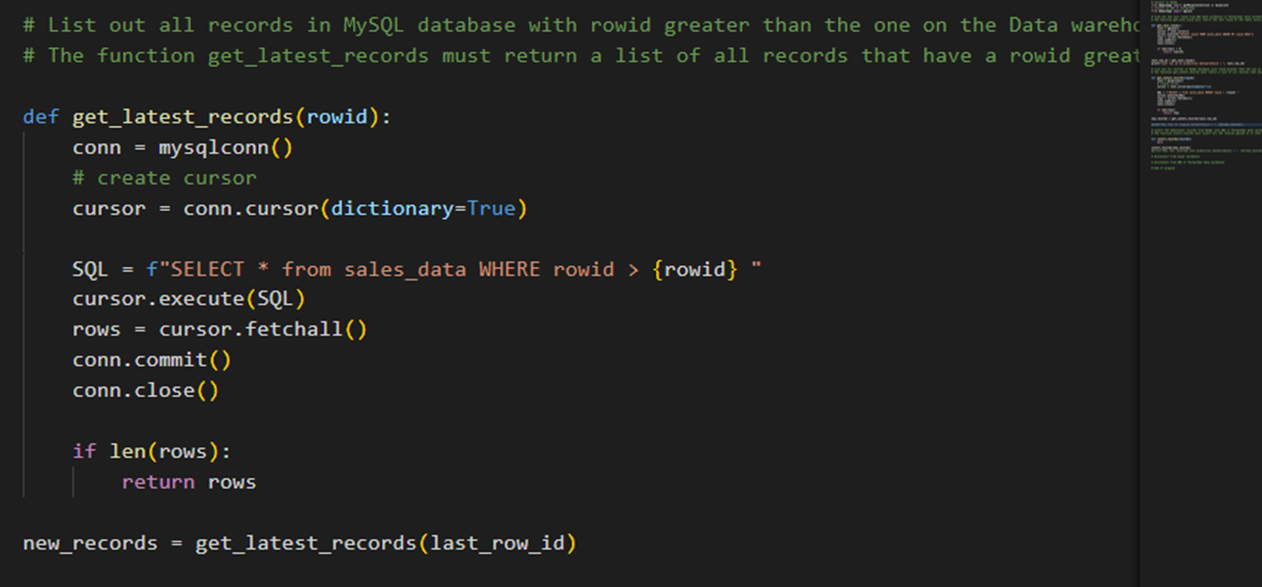 # List out all records in MySQL database with rowid greater than the one on the Data
# The function get_latest_records must return a list of all records that have a rowid
def get_latest_records(rowid):
    conn = mysqlconn()
    # create cursor
    cursor = conn.cursor(dictionary=True)
    SQL = f"SELECT * from sales_data WHERE rowid > {rowid} "
    cursor.execute(SQL)
    rows = cursor.fetchall()
    conn.commit()
    conn.close()
    if len(rows):
        return rows
new_records = get_latest_records(last_row_id)